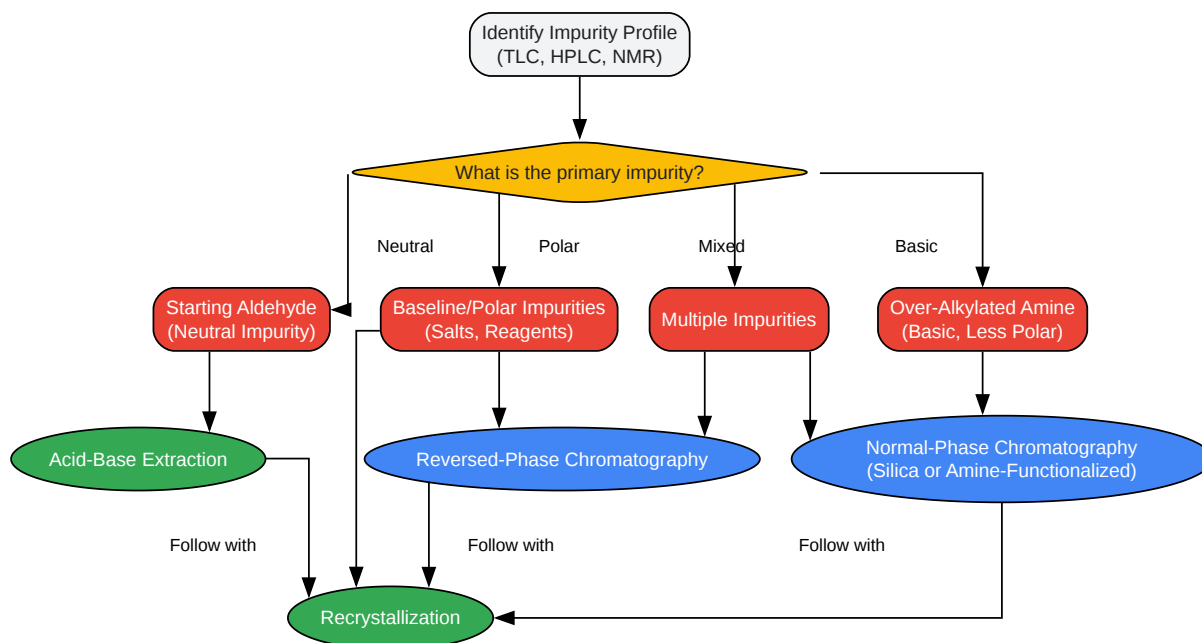 Identify Impurity Profile
(TLC, HPLC, NMR)
What is the primary impurity?
Neutral
Polar
Mixed
Basic
Starting Aldehyde
(Neutral Impurity)
Baseline/Polar Impurities
(Salts, Reagents)
Multiple Impurities
Over-Alkylated Amine
(Basic, Less Polar)
Acid-Base Extraction
Reversed-Phase Chromatography
Normal-Phase Chromatography
(Silica or Amine-Functionalized)
Follow with
Follow with
Follow with
Recrystallization